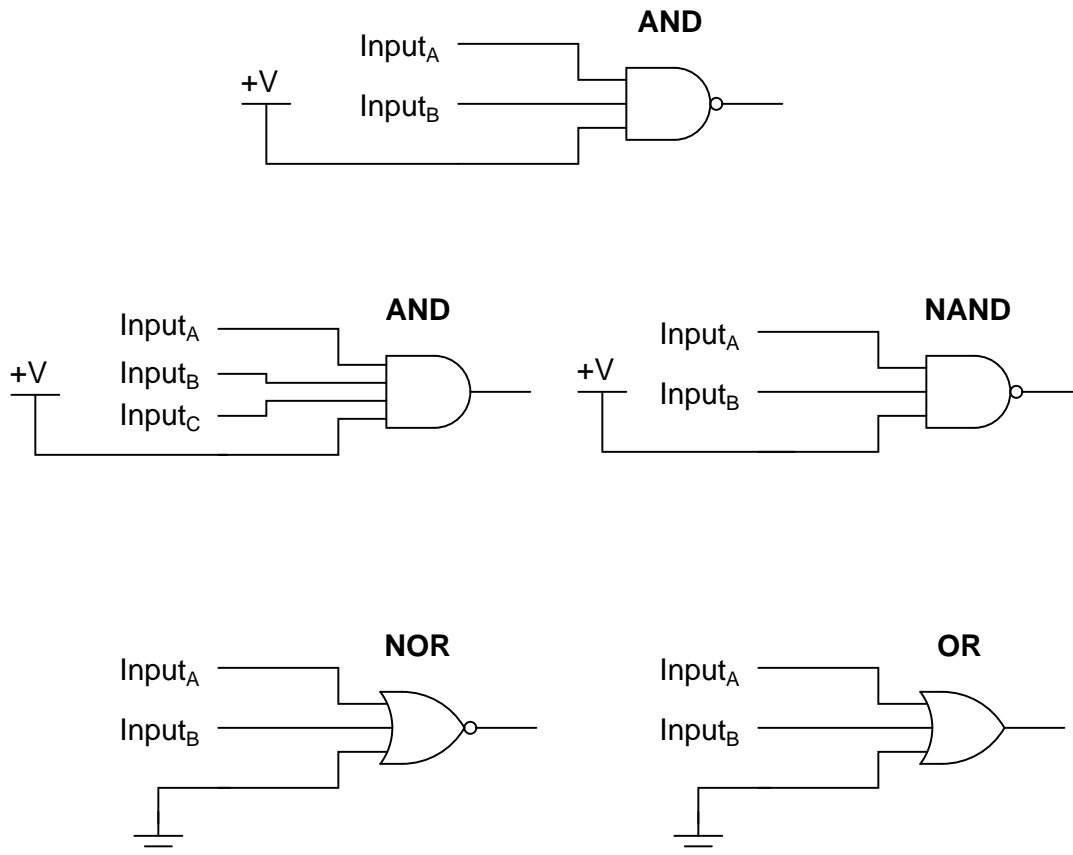 AND
Input_A
+V
Input_B
AND
NAND
Input_A
Input_A
+V
Input_B
+V
Input_B
Input_C
NOR
OR
Input_A
Input_A
Input_B
Input_B